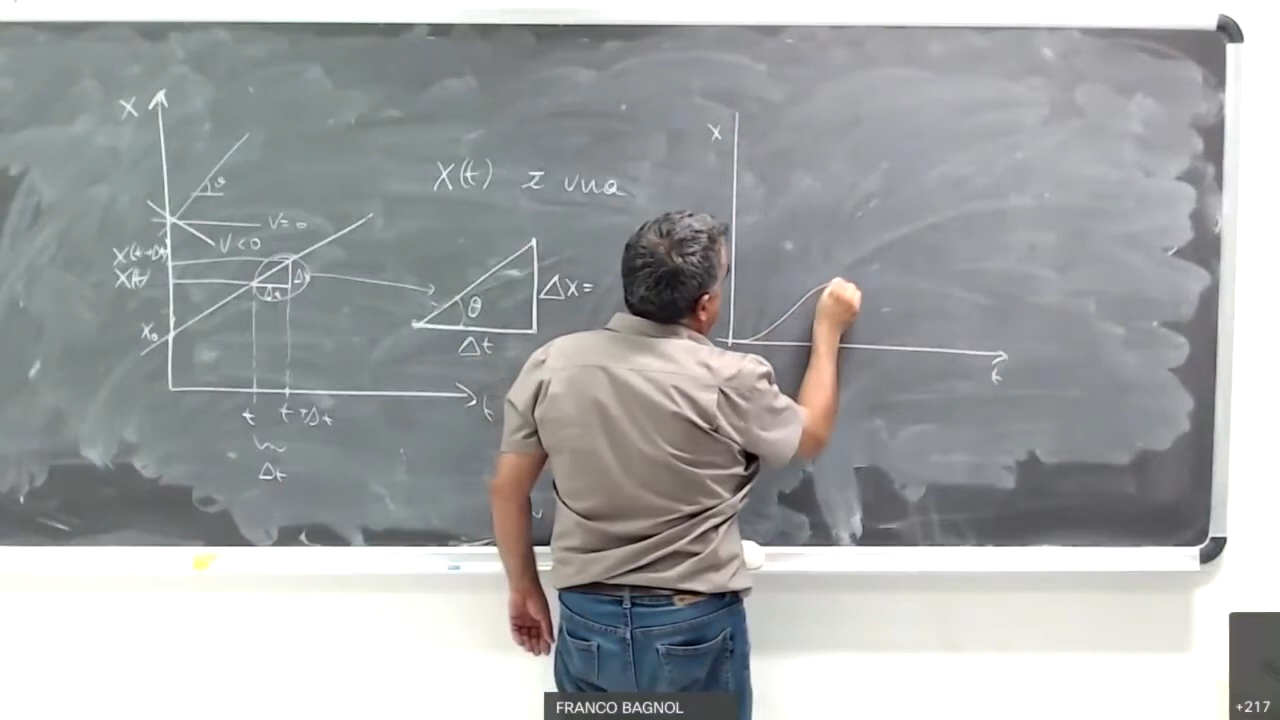 X
θ
X(t) è una
V=0
V<0
X(t+Δt)
X(t)
Δx
Δt
X₀
θ
Δx=
Δt
t
t t+Δt
Δt
X
t
FRANCO BAGNOL
+217